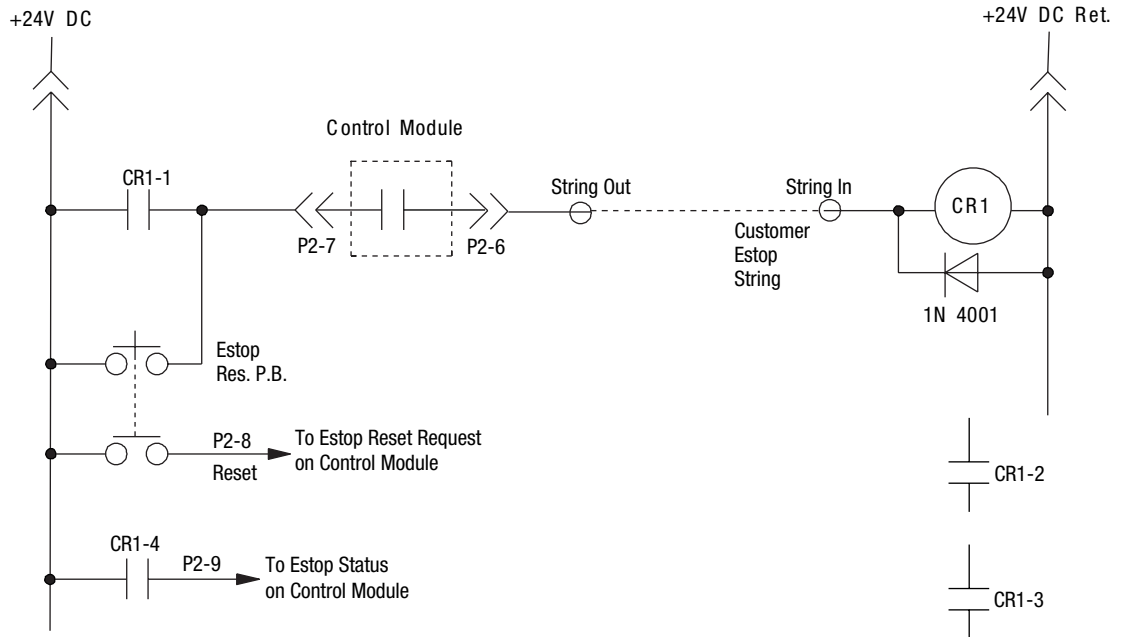 +24V DC
+24V DC Ret.
Control Module
CR1-1
String Out
String In
CR1
P2-7
P2-6
Customer
Estop
String
1N 4001
Estop
Res. P.B.
P2-8
Reset
To Estop Reset Request
on Control Module
CR1-2
CR1-4
P2-9
To Estop Status
on Control Module
CR1-3